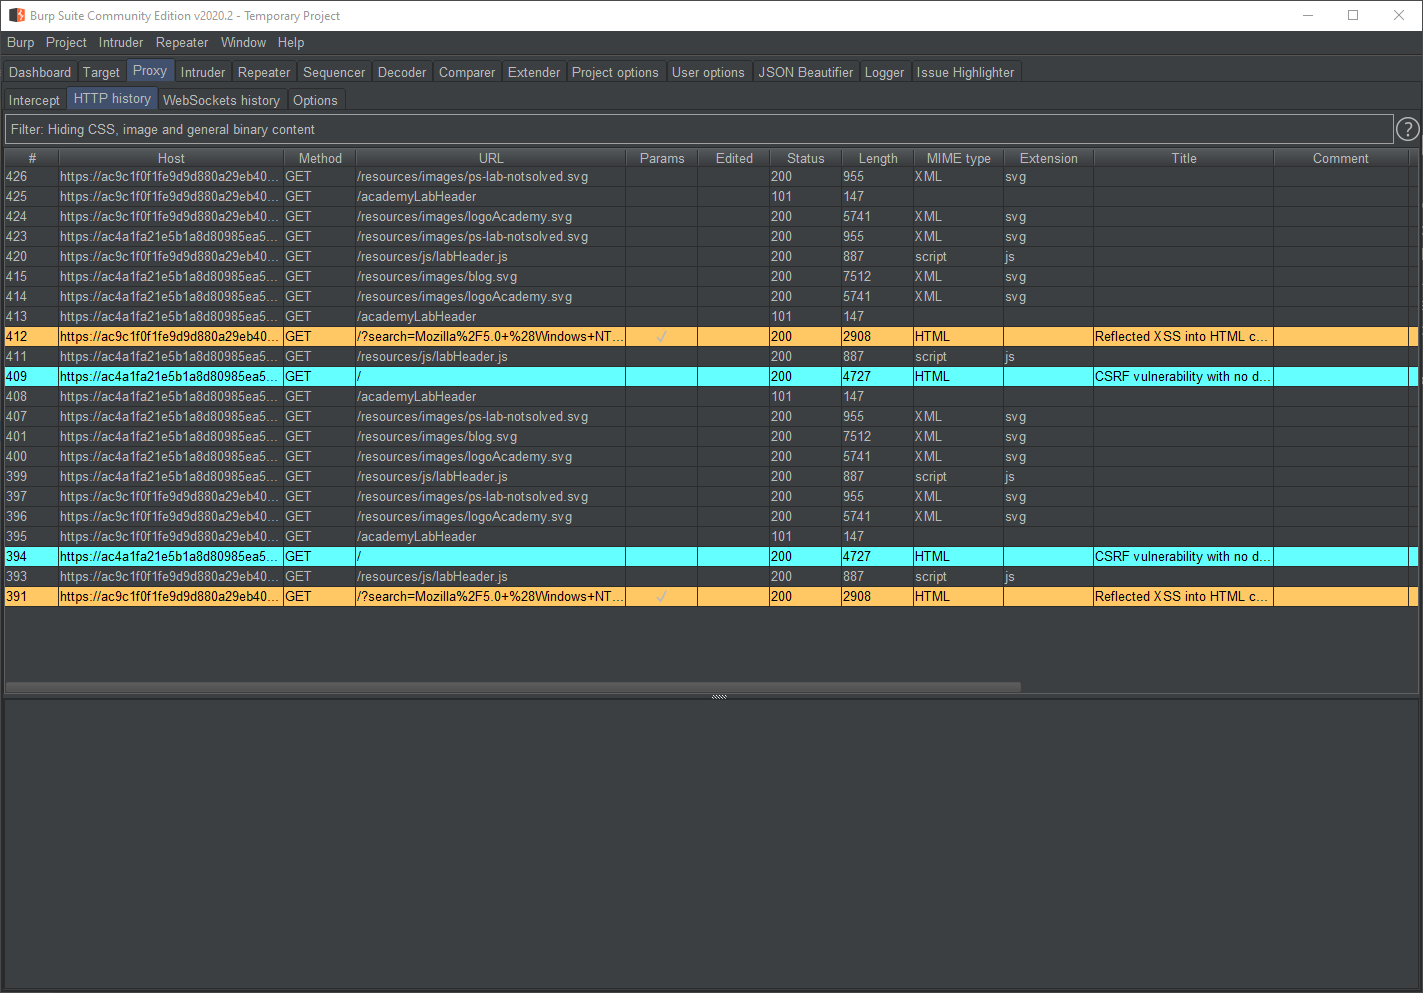 Burp Suite Community Edition v2020.2 - Temporary Project
Burp Project Intruder Repeater Window Help
Dashboard Target Proxy Intruder Repeater Sequencer Decoder Comparer Extender Project options User options JSON Beautifier Logger Issue Highlighter
Intercept HTTP history WebSockets history Options
Filter: Hiding CSS, image and general binary content ?
# Host Method URL Params Edited Status Length MIME type Extension Title Comment
426 https://ac9c1f0f1fe9d9d880a29eb40... GET /resources/images/ps-lab-notsolved.svg 200 955 XML svg
425 https://ac9c1f0f1fe9d9d880a29eb40... GET /academyLabHeader 101 147
424 https://ac9c1f0f1fe9d9d880a29eb40... GET /resources/images/logoAcademy.svg 200 5741 XML svg
423 https://ac4a1fa21e5b1a8d80985ea5... GET /resources/images/ps-lab-notsolved.svg 200 955 XML svg
420 https://ac9c1f0f1fe9d9d880a29eb40... GET /resources/js/labHeader.js 200 887 script js
415 https://ac4a1fa21e5b1a8d80985ea5... GET /resources/images/blog.svg 200 7512 XML svg
414 https://ac4a1fa21e5b1a8d80985ea5... GET /resources/images/logoAcademy.svg 200 5741 XML svg
413 https://ac4a1fa21e5b1a8d80985ea5... GET /academyLabHeader 101 147
412 https://ac9c1f0f1fe9d9d880a29eb40... GET /?search=Mozilla%2F5.0+%28Windows+NT... ✓ 200 2908 HTML Reflected XSS into HTML c...
411 https://ac4a1fa21e5b1a8d80985ea5... GET /resources/js/labHeader.js 200 887 script js
409 https://ac4a1fa21e5b1a8d80985ea5... GET / 200 4727 HTML CSRF vulnerability with no d...
408 https://ac4a1fa21e5b1a8d80985ea5... GET /academyLabHeader 101 147
407 https://ac4a1fa21e5b1a8d80985ea5... GET /resources/images/ps-lab-notsolved.svg 200 955 XML svg
401 https://ac4a1fa21e5b1a8d80985ea5... GET /resources/images/blog.svg 200 7512 XML svg
400 https://ac4a1fa21e5b1a8d80985ea5... GET /resources/images/logoAcademy.svg 200 5741 XML svg
399 https://ac4a1fa21e5b1a8d80985ea5... GET /resources/js/labHeader.js 200 887 script js
397 https://ac9c1f0f1fe9d9d880a29eb40... GET /resources/images/ps-lab-notsolved.svg 200 955 XML svg
396 https://ac9c1f0f1fe9d9d880a29eb40... GET /resources/images/logoAcademy.svg 200 5741 XML svg
395 https://ac9c1f0f1fe9d9d880a29eb40... GET /academyLabHeader 101 147
394 https://ac4a1fa21e5b1a8d80985ea5... GET / 200 4727 HTML CSRF vulnerability with no d...
393 https://ac9c1f0f1fe9d9d880a29eb40... GET /resources/js/labHeader.js 200 887 script js
391 https://ac9c1f0f1fe9d9d880a29eb40... GET /?search=Mozilla%2F5.0+%28Windows+NT... ✓ 200 2908 HTML Reflected XSS into HTML c...